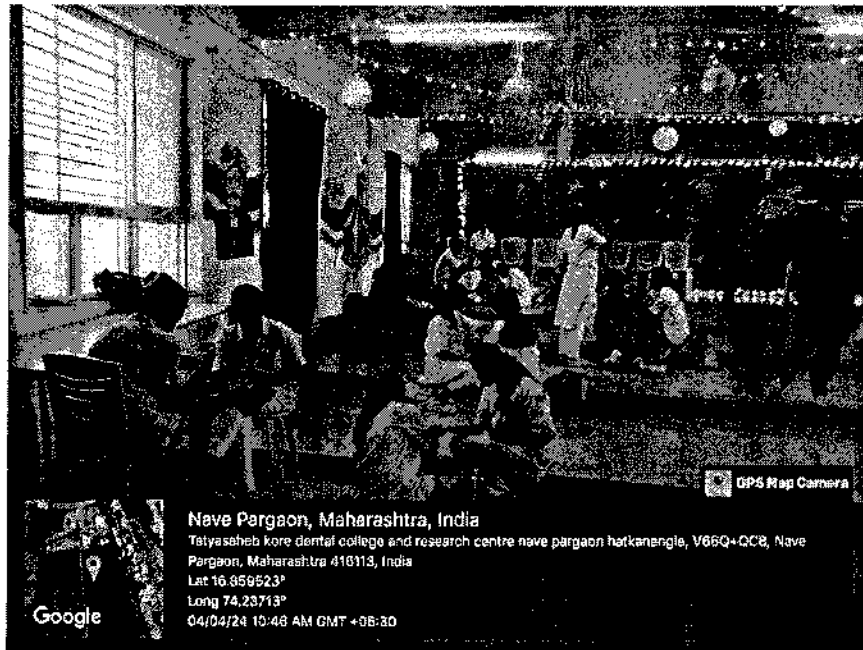 GPS Map Camera
Nave Pargaon, Maharashtra, India
Tatyasaheb kore dental college and research centre nave pargaon hatkanangle, V66Q+QC8, Nave
Pargaon, Maharashtra 416113, India
Lat 16.859523°
Long 74.23713°
04/04/24 10:46 AM GMT +05:30
Google